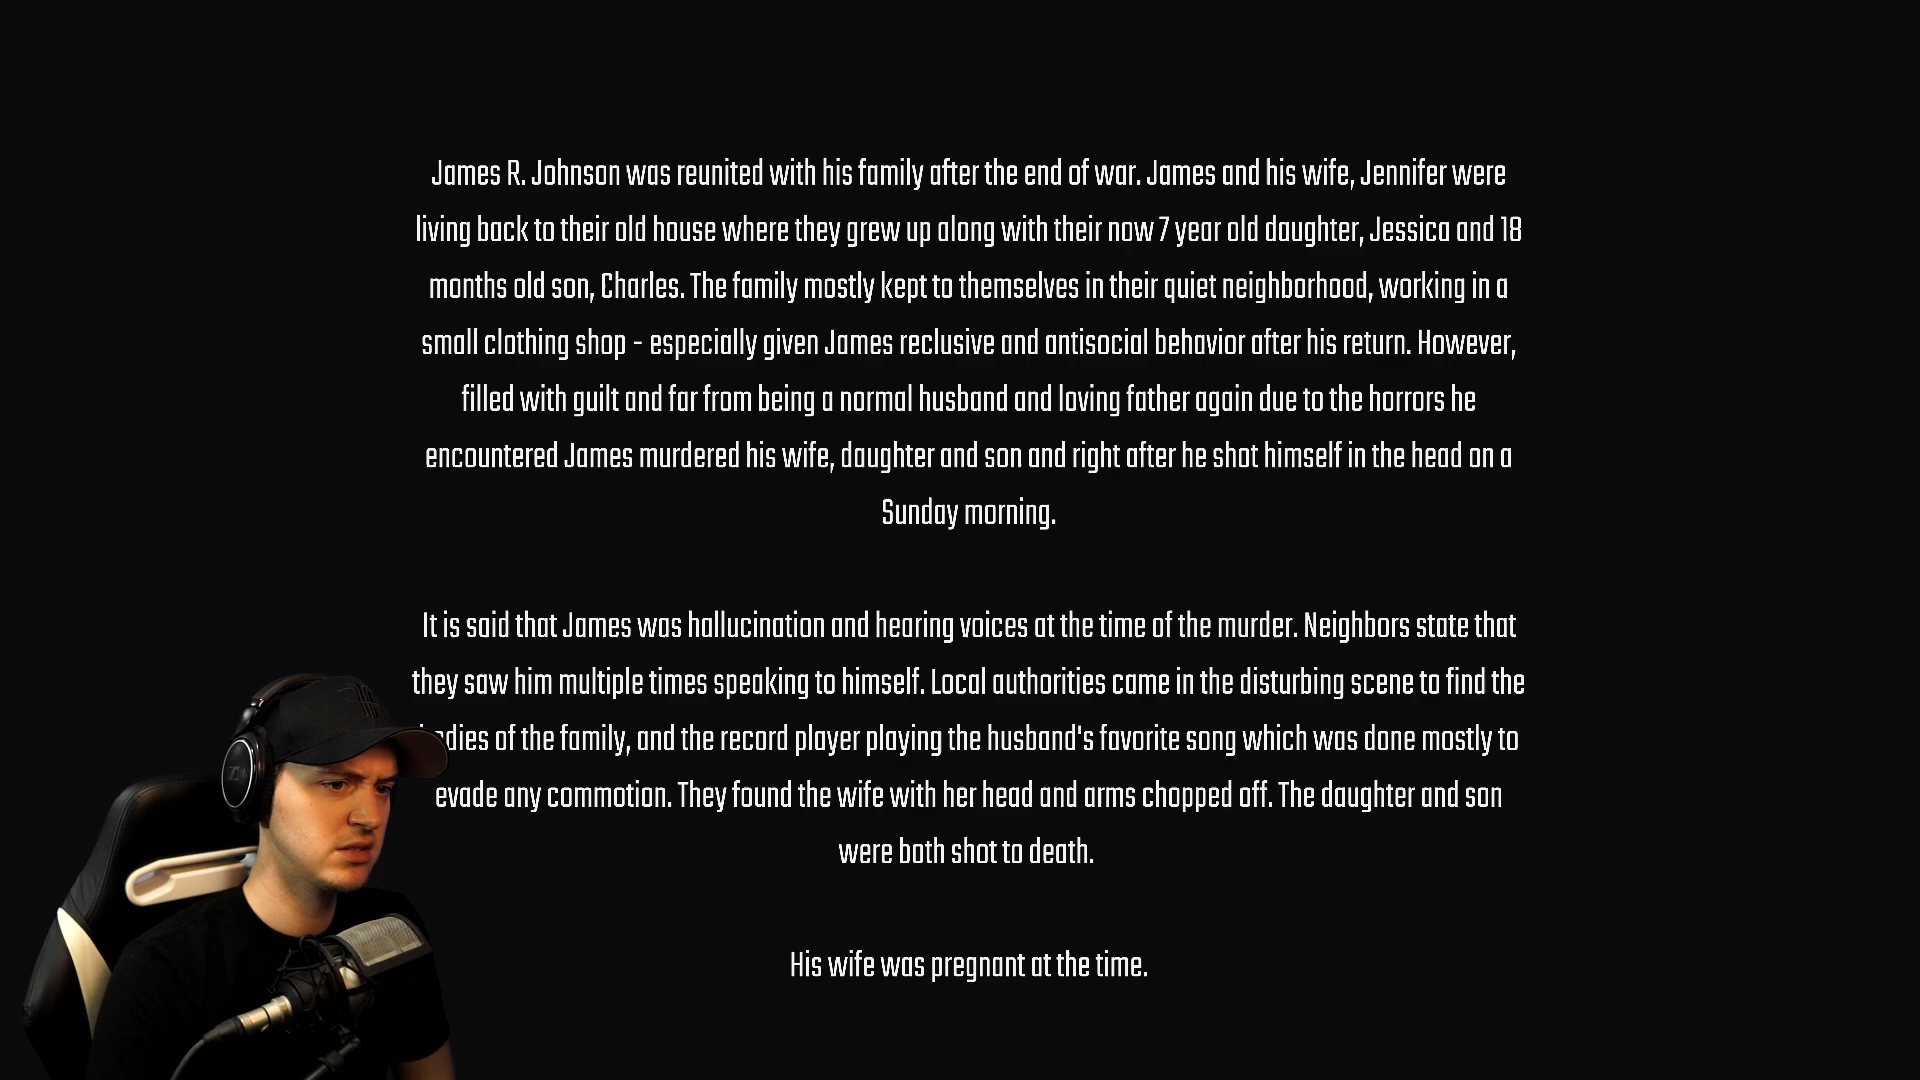 James R. Johnson was reunited with his family after the end of war. James and his wife, Jennifer were
living back to their old house where they grew up along with their now 7 year old daughter, Jessica and 18
months old son, Charles. The family mostly kept to themselves in their quiet neighborhood, working in a
small clothing shop - especially given James reclusive and antisocial behavior after his return. However,
filled with guilt and far from being a normal husband and loving father again due to the horrors he
encountered James murdered his wife, daughter and son and right after he shot himself in the head on a
Sunday morning.
It is said that James was hallucination and hearing voices at the time of the murder. Neighbors state that
they saw him multiple times speaking to himself. Local authorities came in the disturbing scene to find the
of the family, and the record player playing the husband's favorite song which was done mostly to
evade any commotion. They found the wife with her head and arms chopped off. The daughter and son
were both shot to death.
His wife was pregnant at the time.